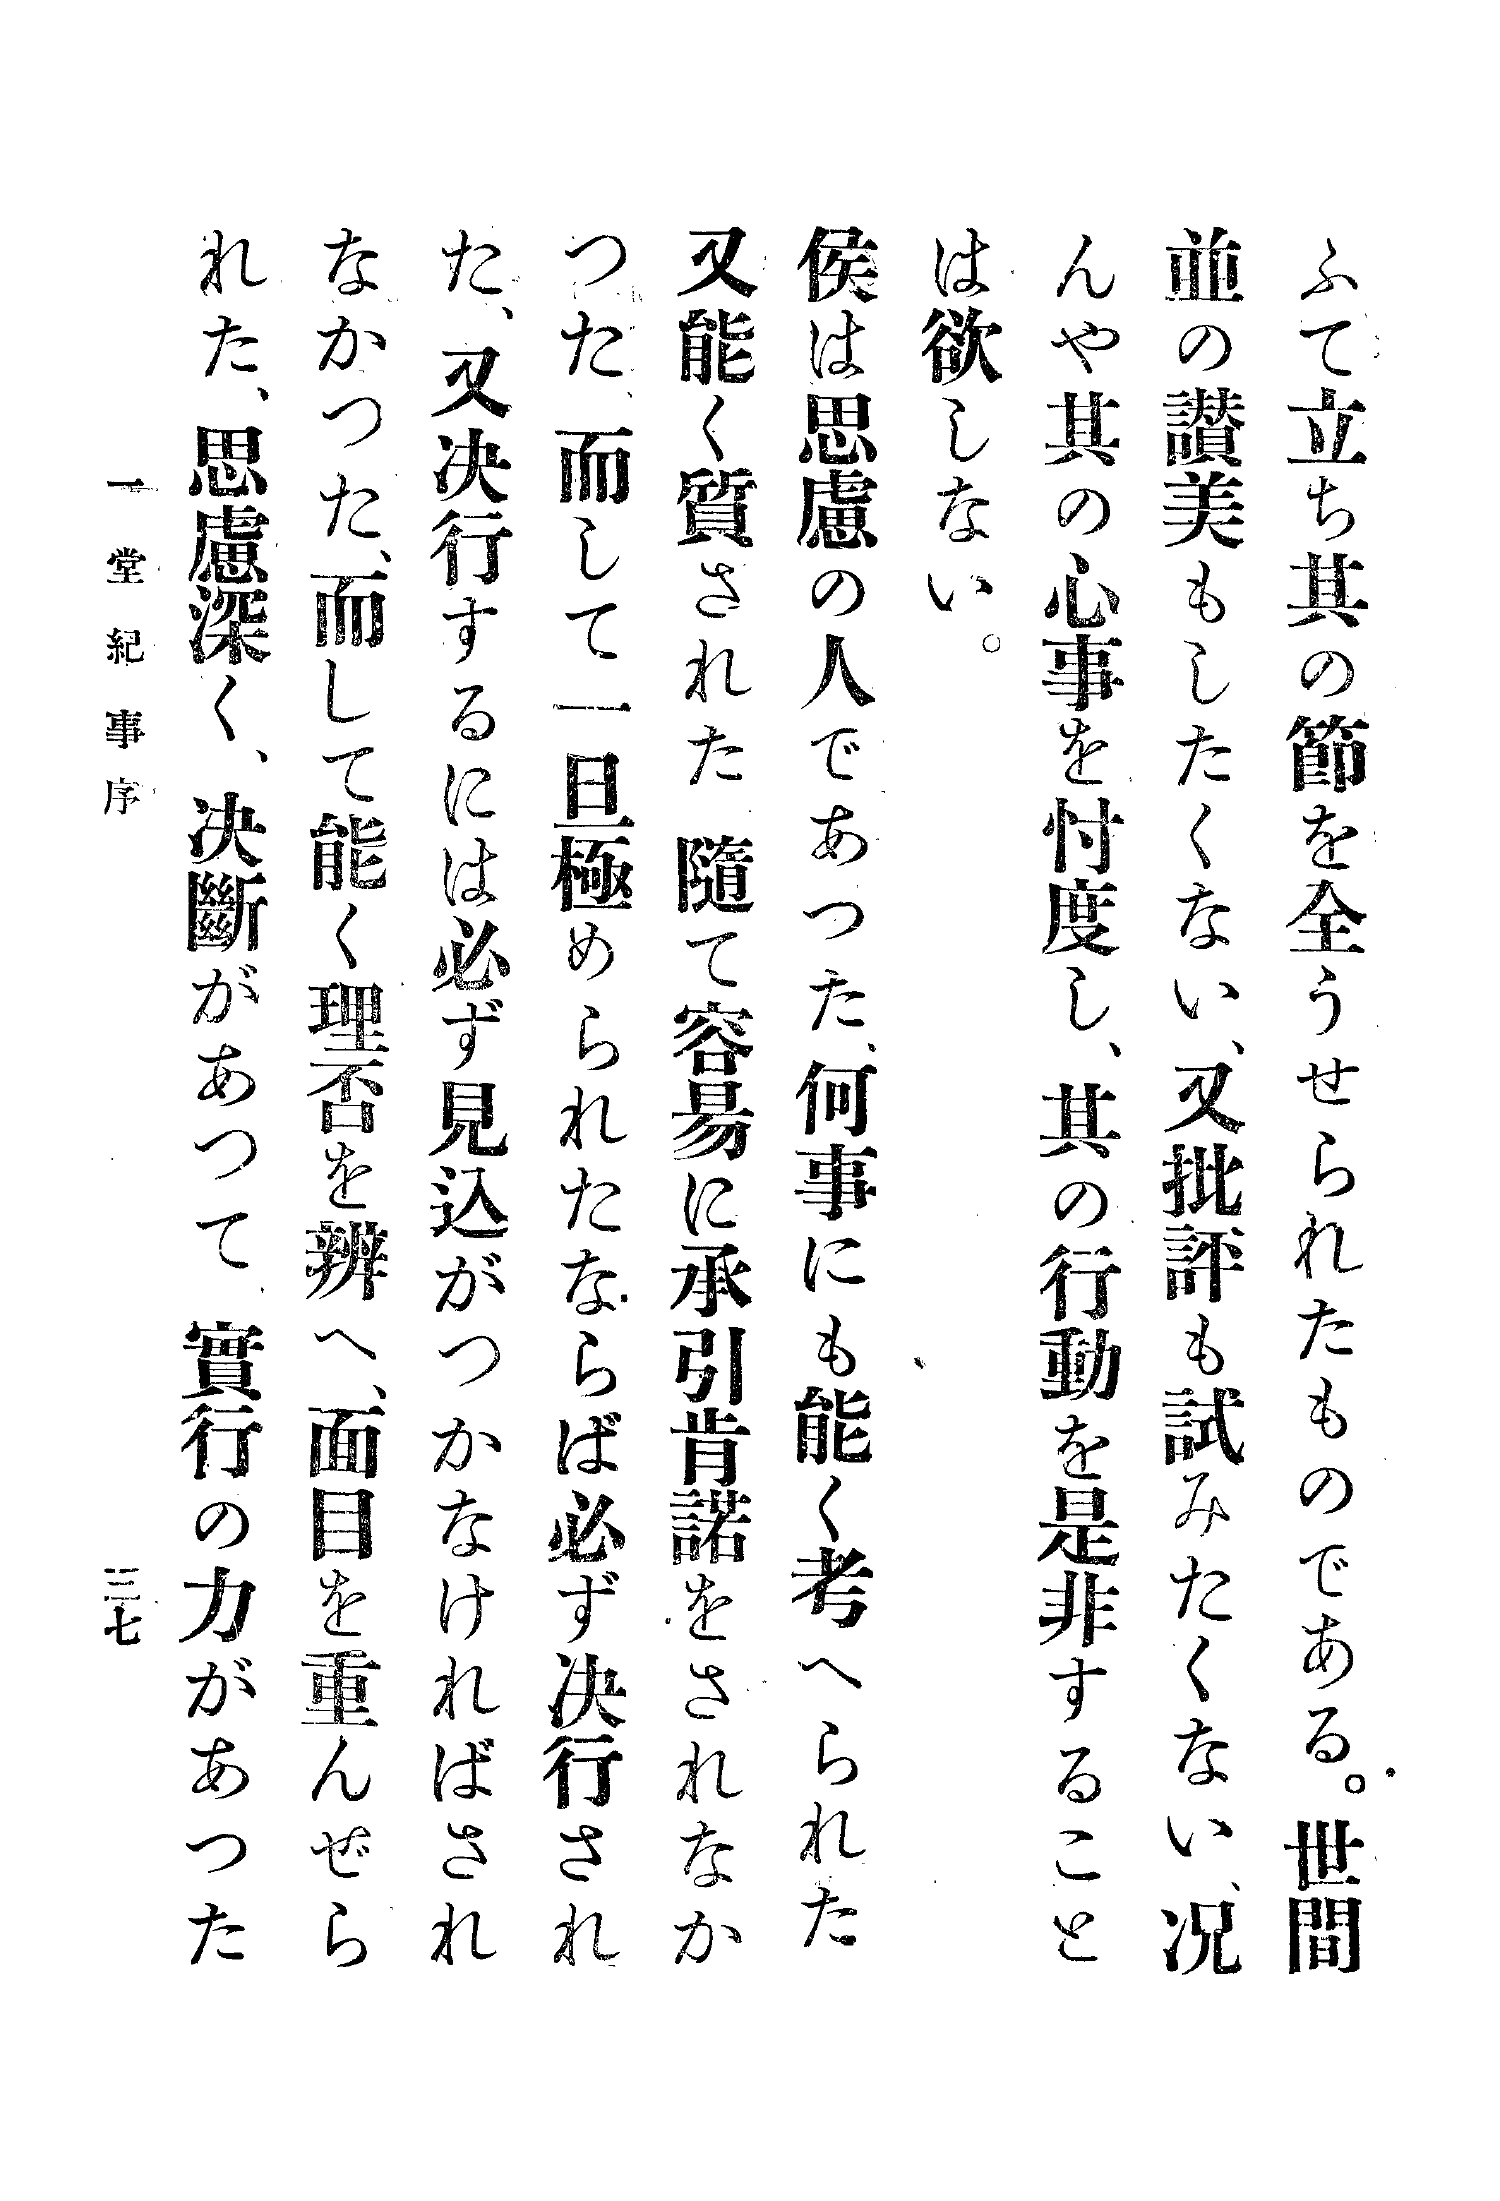 ふて立ち其の節を全うせられたものである。世間
並の讃美もしたくない、又批評も試みたくない、况
んや其の心事を忖度し、其の行動を是非すること
は欲しない。
侯は思慮の人であつた、何事にも能く考へられた
又能く質された 隨て容易に承引肯諾をされなか
つた、而して一旦極められたならば必ず决行され
た、又决行するには必ず見込がつかなければされ
なかつた、而して能く理否を辨へ、面目を重んぜら
れた、思慮深く、决斷があつて 實行の力があつた
一堂紀事序
三七